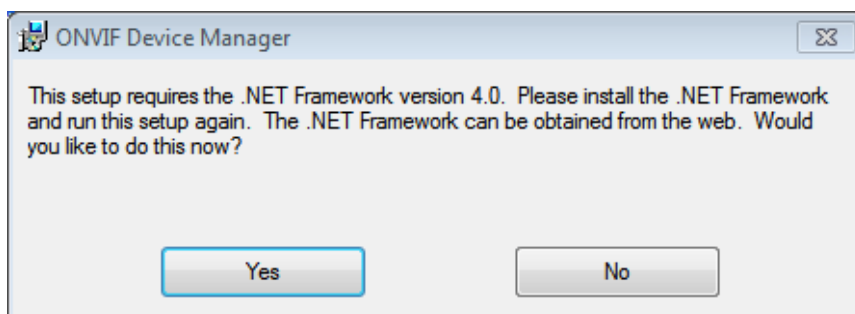 ONVIF Device Manager
This setup requires the .NET Framework version 4.0.  Please install the .NET Framework
and run this setup again.  The .NET Framework can be obtained from the web.  Would
you like to do this now?
Yes
No